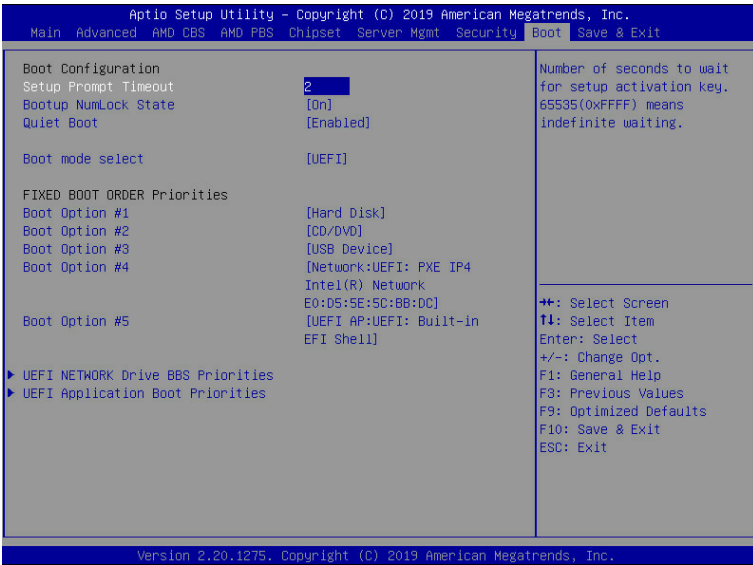 Aptio Setup Utility – Copyright (C) 2019 American Megatrends, Inc.
Main Advanced AMD CBS AMD PBS Chipset Server Mgmt Security Boot Save & Exit
Boot Configuration
Setup Prompt Timeout 2
Bootup NumLock State [On]
Quiet Boot [Enabled]
Boot mode select [UEFI]
FIXED BOOT ORDER Priorities
Boot Option #1 [Hard Disk]
Boot Option #2 [CD/DVD]
Boot Option #3 [USB Device]
Boot Option #4 [Network:UEFI: PXE IP4
Intel(R) Network
E0:D5:5E:5C:BB:DC]
Boot Option #5 [UEFI AP:UEFI: Built-in
EFI Shell]
▶ UEFI NETWORK Drive BBS Priorities
▶ UEFI Application Boot Priorities
Number of seconds to wait
for setup activation key.
65535(0xFFFF) means
indefinite waiting.
→←: Select Screen
↑↓: Select Item
Enter: Select
+/-: Change Opt.
F1: General Help
F3: Previous Values
F9: Optimized Defaults
F10: Save & Exit
ESC: Exit
Version 2.20.1275. Copyright (C) 2019 American Megatrends, Inc.